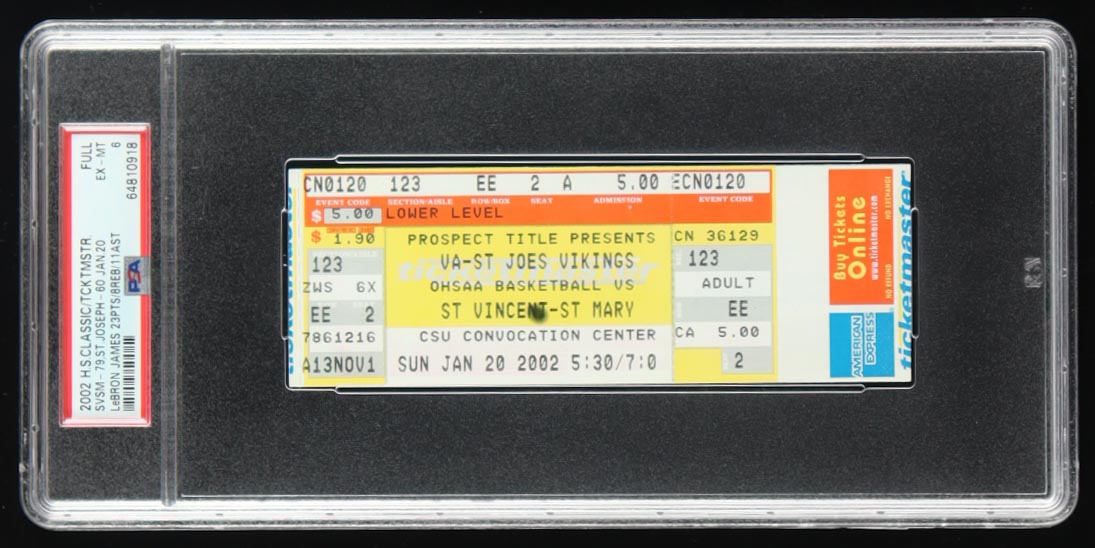 2002 H.S.CLASSIC/TCKTMSTR. FULL
SVSM-79,ST.JOSEPH-60 JAN.20 EX-MT
LeBRON JAMES 23PTS/8REB/11AST 6
PSA 64810918
CN0120 123 EE 2 A 5.00 ECN0120
EVENT CODE SECTION/AISLE ROW/BOX SEAT ADMISSION EVENT CODE
$ 5.00 LOWER LEVEL
$ 1.90 PROSPECT TITLE PRESENTS CN 36129
123 VA-ST JOES VIKINGS 123
ZWS 6X OHSAA BASKETBALL VS ADULT
EE 2 ST VINCENT-ST MARY EE
7861216 CSU CONVOCATION CENTER CA 5.00
A13NOV1 SUN JAN 20 2002 5:30/7:0 2
ticketmaster
Buy Tickets
Online
www.ticketmaster.com
NO REFUND NO EXCHANGE
AMERICAN
EXPRESS
ticketmaster